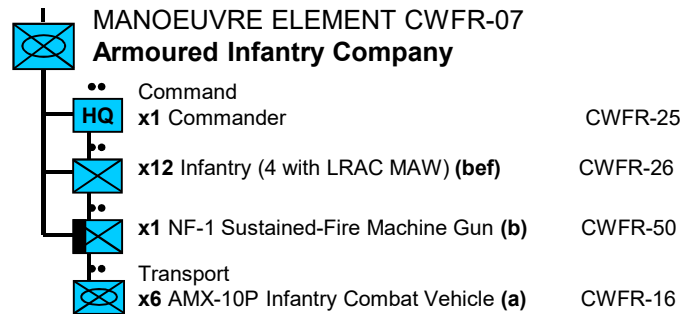 MANOEUVRE ELEMENT CWFR-07
Armoured Infantry Company
Command
HQ x1 Commander CWFR-25
x12 Infantry (4 with LRAC MAW) (bef) CWFR-26
x1 NF-1 Sustained-Fire Machine Gun (b) CWFR-50
Transport
x6 AMX-10P Infantry Combat Vehicle (a) CWFR-16